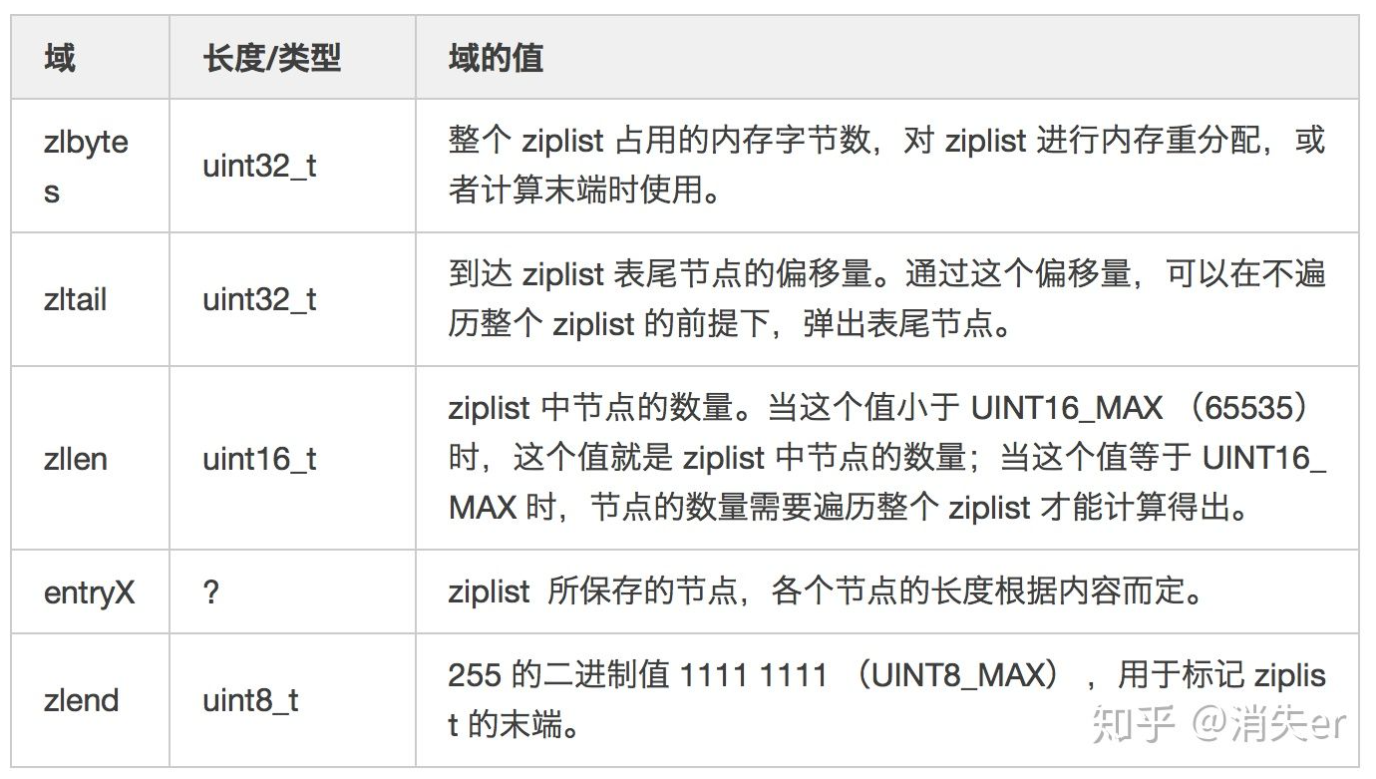 域 长度/类型 域的值
zlbyte
s
uint32_t
整个 ziplist 占用的内存字节数，对 ziplist 进行内存重分配，或
者计算末端时使用。
zltail
uint32_t
到达 ziplist 表尾节点的偏移量。通过这个偏移量，可以在不遍
历整个 ziplist 的前提下，弹出表尾节点。
zllen
uint16_t
ziplist 中节点的数量。当这个值小于 UINT16_MAX （65535）
时，这个值就是 ziplist 中节点的数量；当这个值等于 UINT16_
MAX 时，节点的数量需要遍历整个 ziplist 才能计算得出。
entryX
?
ziplist 所保存的节点，各个节点的长度根据内容而定。
zlend
uint8_t
255 的二进制值 1111 1111 （UINT8_MAX） ，用于标记 ziplis
t 的末端。
知乎 @消失er